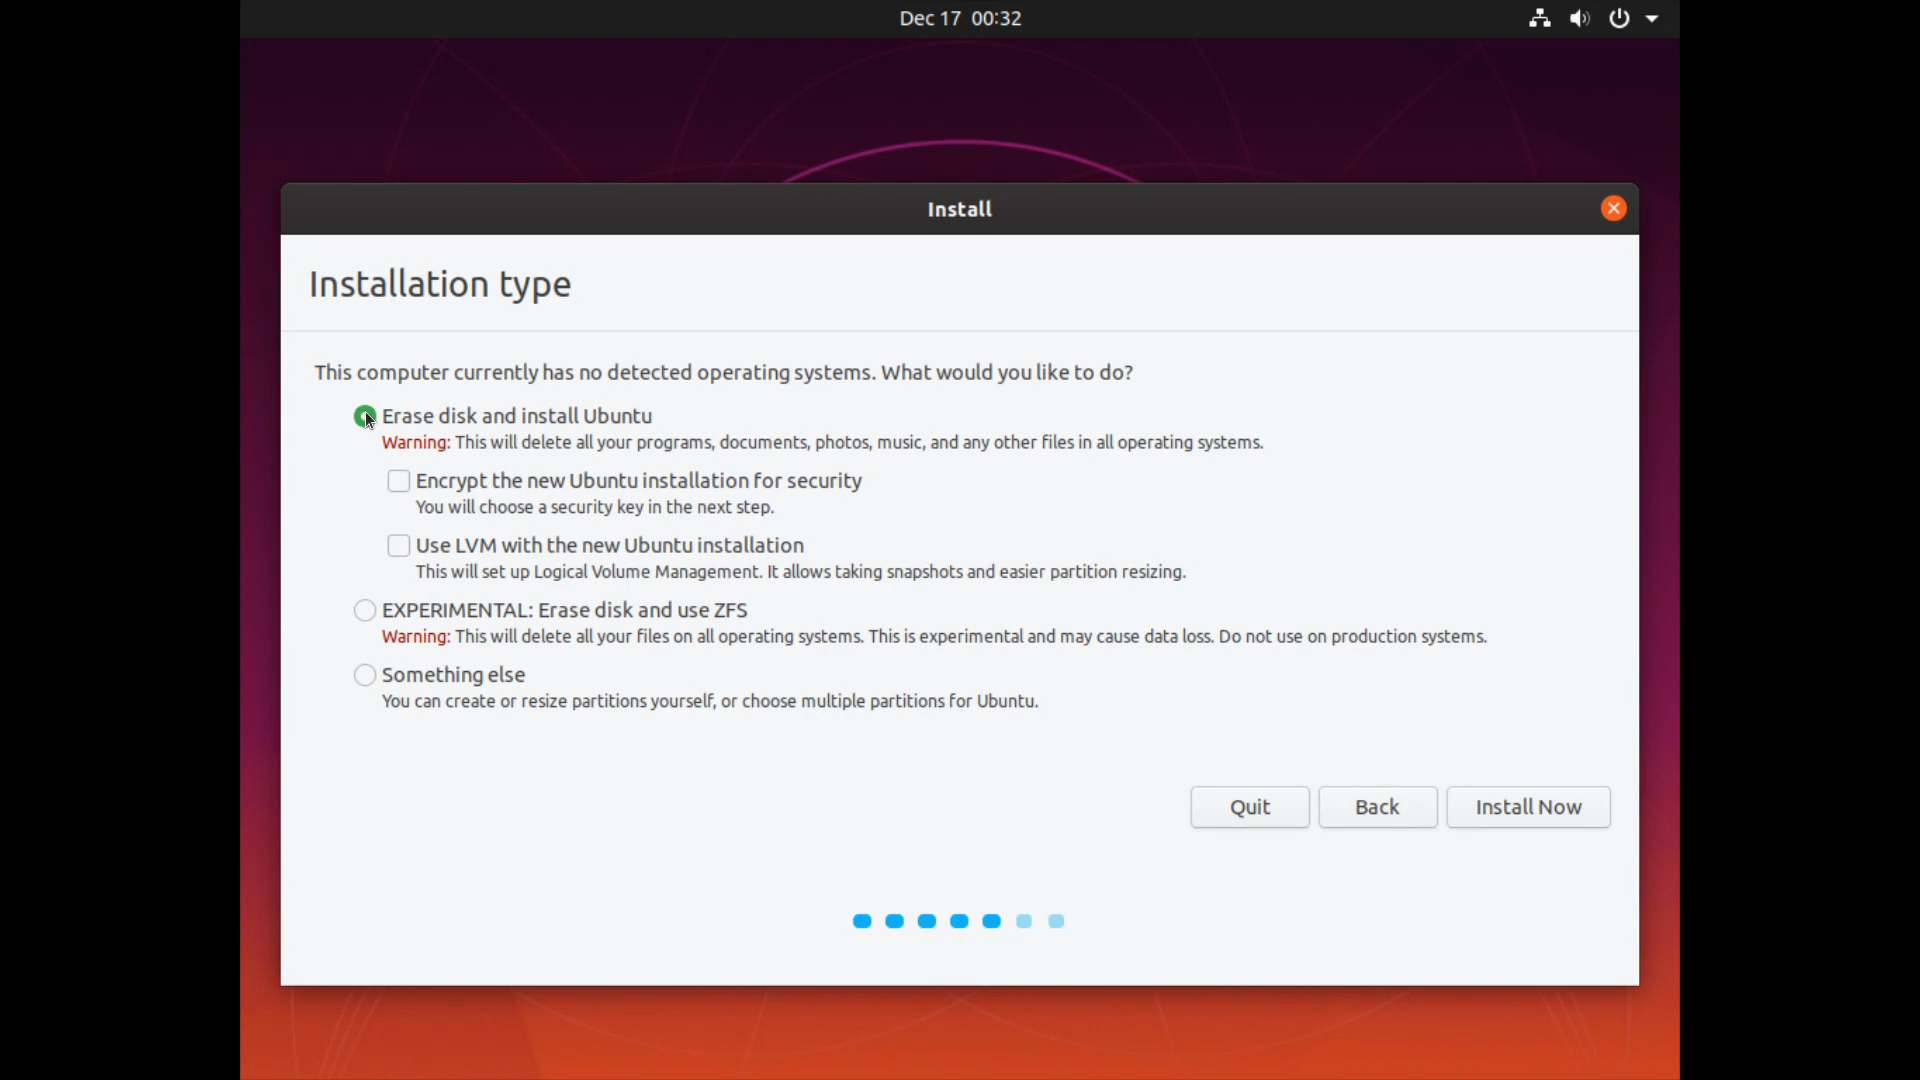 Dec 17 00:32
Install
Installation type
This computer currently has no detected operating systems. What would you like to do?
Erase disk and install Ubuntu
Warning: This will delete all your programs, documents, photos, music, and any other files in all operating systems.
Encrypt the new Ubuntu installation for security
You will choose a security key in the next step.
Use LVM with the new Ubuntu installation
This will set up Logical Volume Management. It allows taking snapshots and easier partition resizing.
EXPERIMENTAL: Erase disk and use ZFS
Warning: This will delete all your files on all operating systems. This is experimental and may cause data loss. Do not use on production systems.
Something else
You can create or resize partitions yourself, or choose multiple partitions for Ubuntu.
Quit Back Install Now